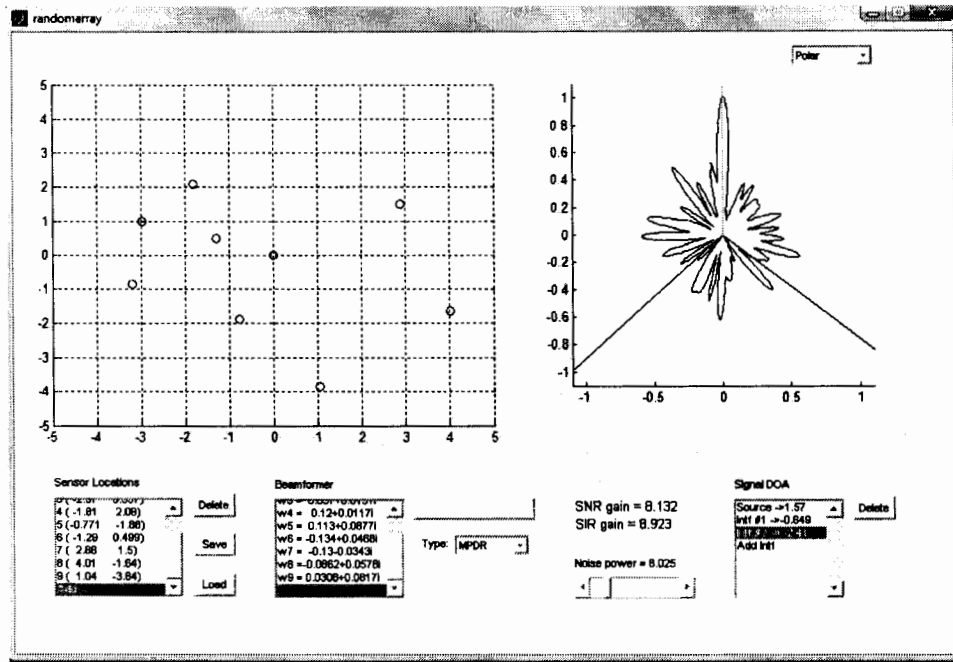 randomarray
Polar
5
4
3
2
1
0
-1
-2
-3
-4
-5
-5 -4 -3 -2 -1 0 1 2 3 4 5
1
0.8
0.6
0.4
0.2
0
-0.2
-0.4
-0.6
-0.8
-1
-1 -0.5 0 0.5 1
Sensor Locations
4 ( -1.81 2.08)
5 (-0.771 -1.88)
6 ( -1.29 0.499)
7 ( 2.88 1.5)
8 ( 4.01 -1.64)
9 ( 1.04 -3.84)
Delete
Save
Load
Beamformer
w4 = 0.12+0.0117i
w5 = 0.113+0.0877i
w6 = -0.134+0.0468i
w7 = -0.13-0.0343i
w8 = -0.0862+0.0578i
w9 = 0.0308+0.0817i
Type: MPDR
SNR gain = 8.132
SIR gain = 8.923
Noise power = 8.025
Signal DOA
Source ->1.57
Intf #1 ->-0.649
Add Intf
Delete